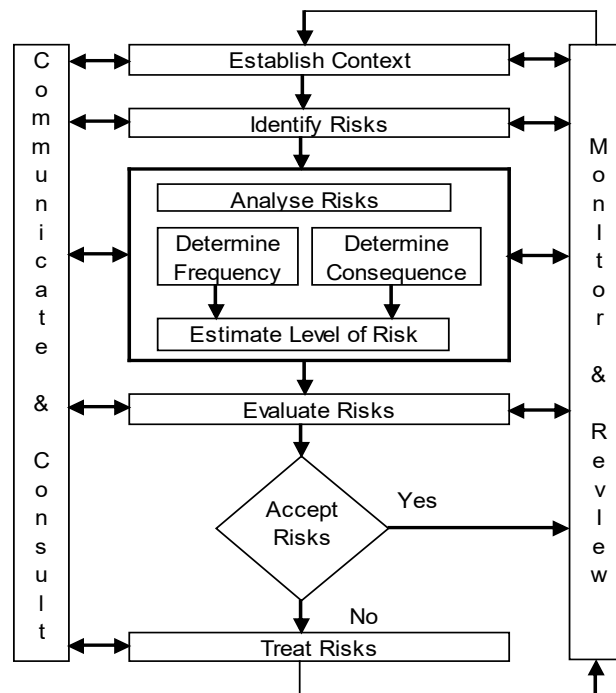 Communicate & Consult
Establish Context
Identify Risks
Analyse Risks
Determine
Frequency
Determine
Consequence
Estimate Level of Risk
Evaluate Risks
Accept
Risks
Yes
No
Treat Risks
MonItor & RevIew